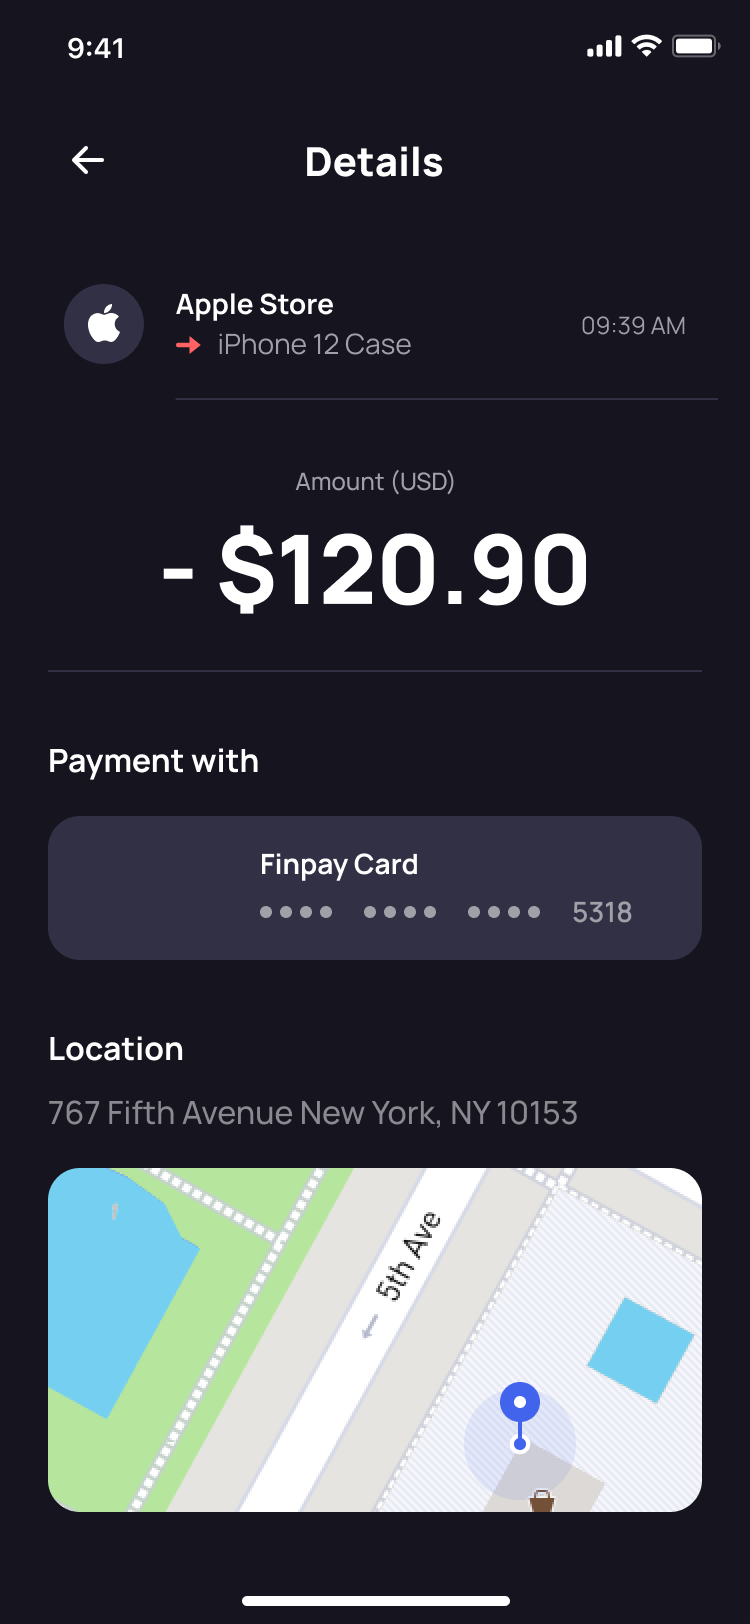 9:41
Details
Apple Store
iPhone 12 Case
09:39 AM
Amount (USD)
- $120.90
Payment with
Finpay Card
•••• •••• •••• 5318
Location
767 Fifth Avenue New York, NY 10153
5th Ave